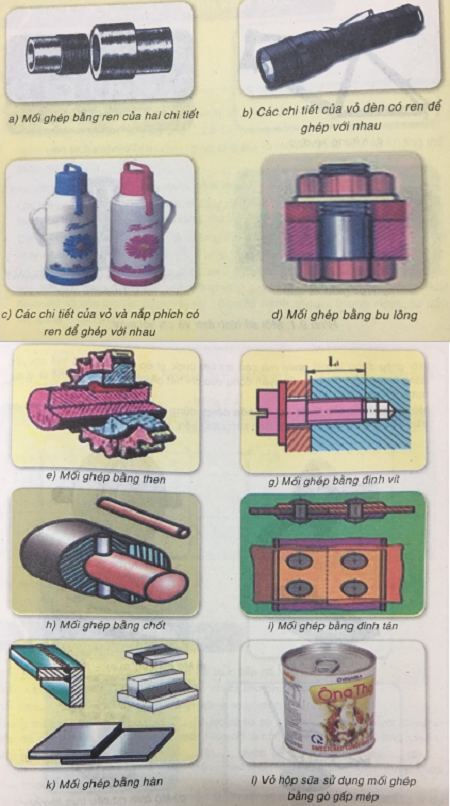 a) Mối ghép bằng ren của hai chi tiết
b) Các chi tiết của vỏ đèn có ren để
ghép với nhau
c) Các chi tiết của vỏ và nắp phích có
ren để ghép với nhau
d) Mối ghép bằng bu lông
e) Mối ghép bằng then
g) Mối ghép bằng đinh vít
h) Mối ghép bằng chốt
i) Mối ghép bằng đinh tán
k) Mối ghép bằng hàn
Ông Thọ
l) Vỏ hộp sữa sử dụng mối ghép
bằng gò gấp mép